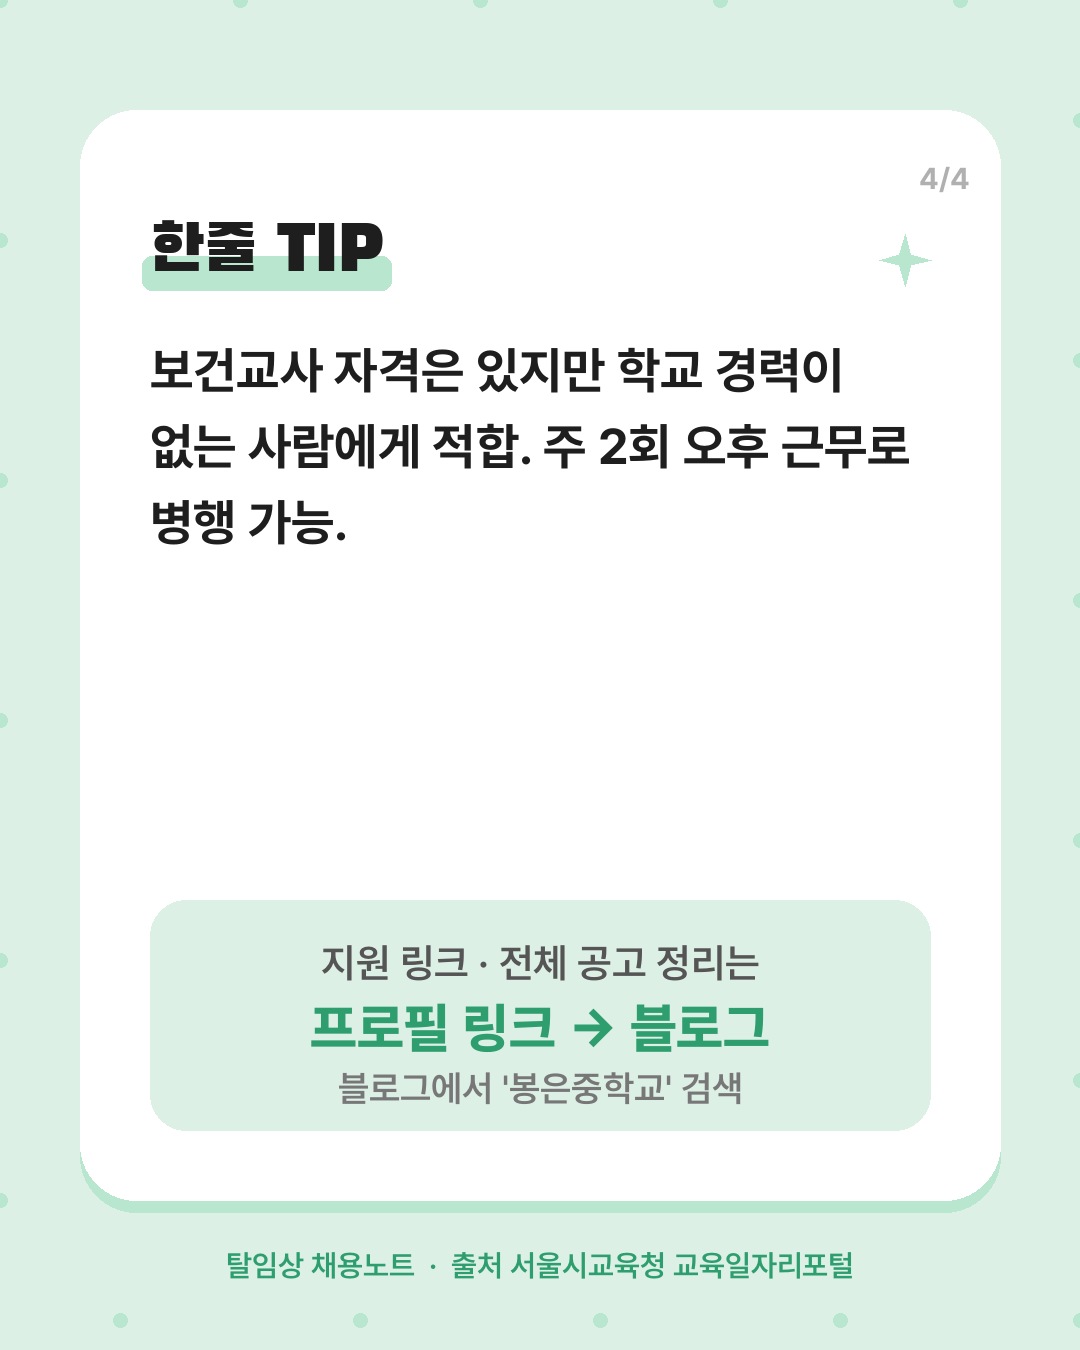 4/4
한줄 TIP
보건교사 자격은 있지만 학교 경력이
없는 사람에게 적합. 주 2회 오후 근무로
병행 가능.
지원 링크 · 전체 공고 정리는
프로필 링크 → 블로그
블로그에서 '봉은중학교' 검색
탈임상 채용노트 · 출처 서울시교육청 교육일자리포털